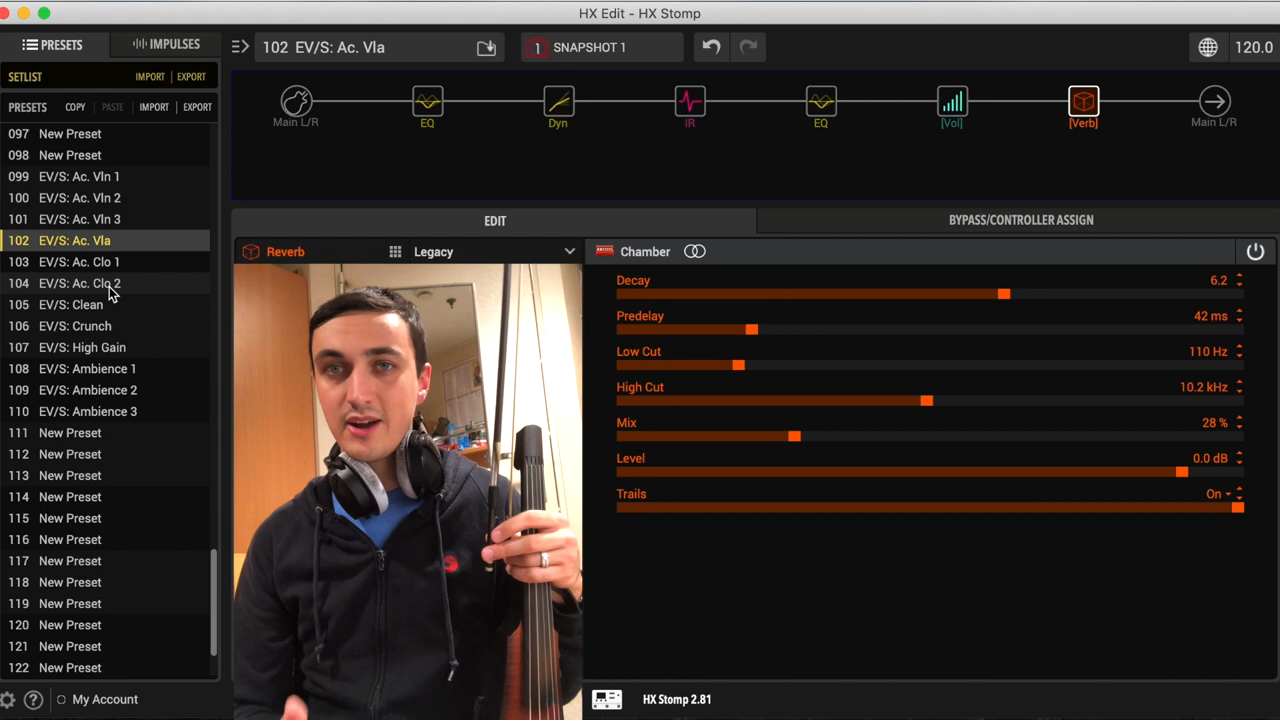 HX Edit - HX Stomp
PRESETS
IMPULSES
102 EV/S: Ac. Vla
1 SNAPSHOT 1
120.0
SETLIST
IMPORT | EXPORT
PRESETS COPY | PASTE | IMPORT | EXPORT
097 New Preset
098 New Preset
099 EV/S: Ac. Vln 1
100 EV/S: Ac. Vln 2
101 EV/S: Ac. Vln 3
102 EV/S: Ac. Vla
103 EV/S: Ac. Clo 1
104 EV/S: Ac. Clo 2
105 EV/S: Clean
106 EV/S: Crunch
107 EV/S: High Gain
108 EV/S: Ambience 1
109 EV/S: Ambience 2
110 EV/S: Ambience 3
111 New Preset
112 New Preset
113 New Preset
114 New Preset
115 New Preset
116 New Preset
117 New Preset
118 New Preset
119 New Preset
120 New Preset
121 New Preset
122 New Preset
My Account
Main L/R
EQ
Dyn
IR
EQ
[Vol]
[Verb]
Main L/R
EDIT
BYPASS/CONTROLLER ASSIGN
Reverb
Legacy
Chamber
Decay 6.2
Predelay 42 ms
Low Cut 110 Hz
High Cut 10.2 kHz
Mix 28 %
Level 0.0 dB
Trails On
HX Stomp 2.81